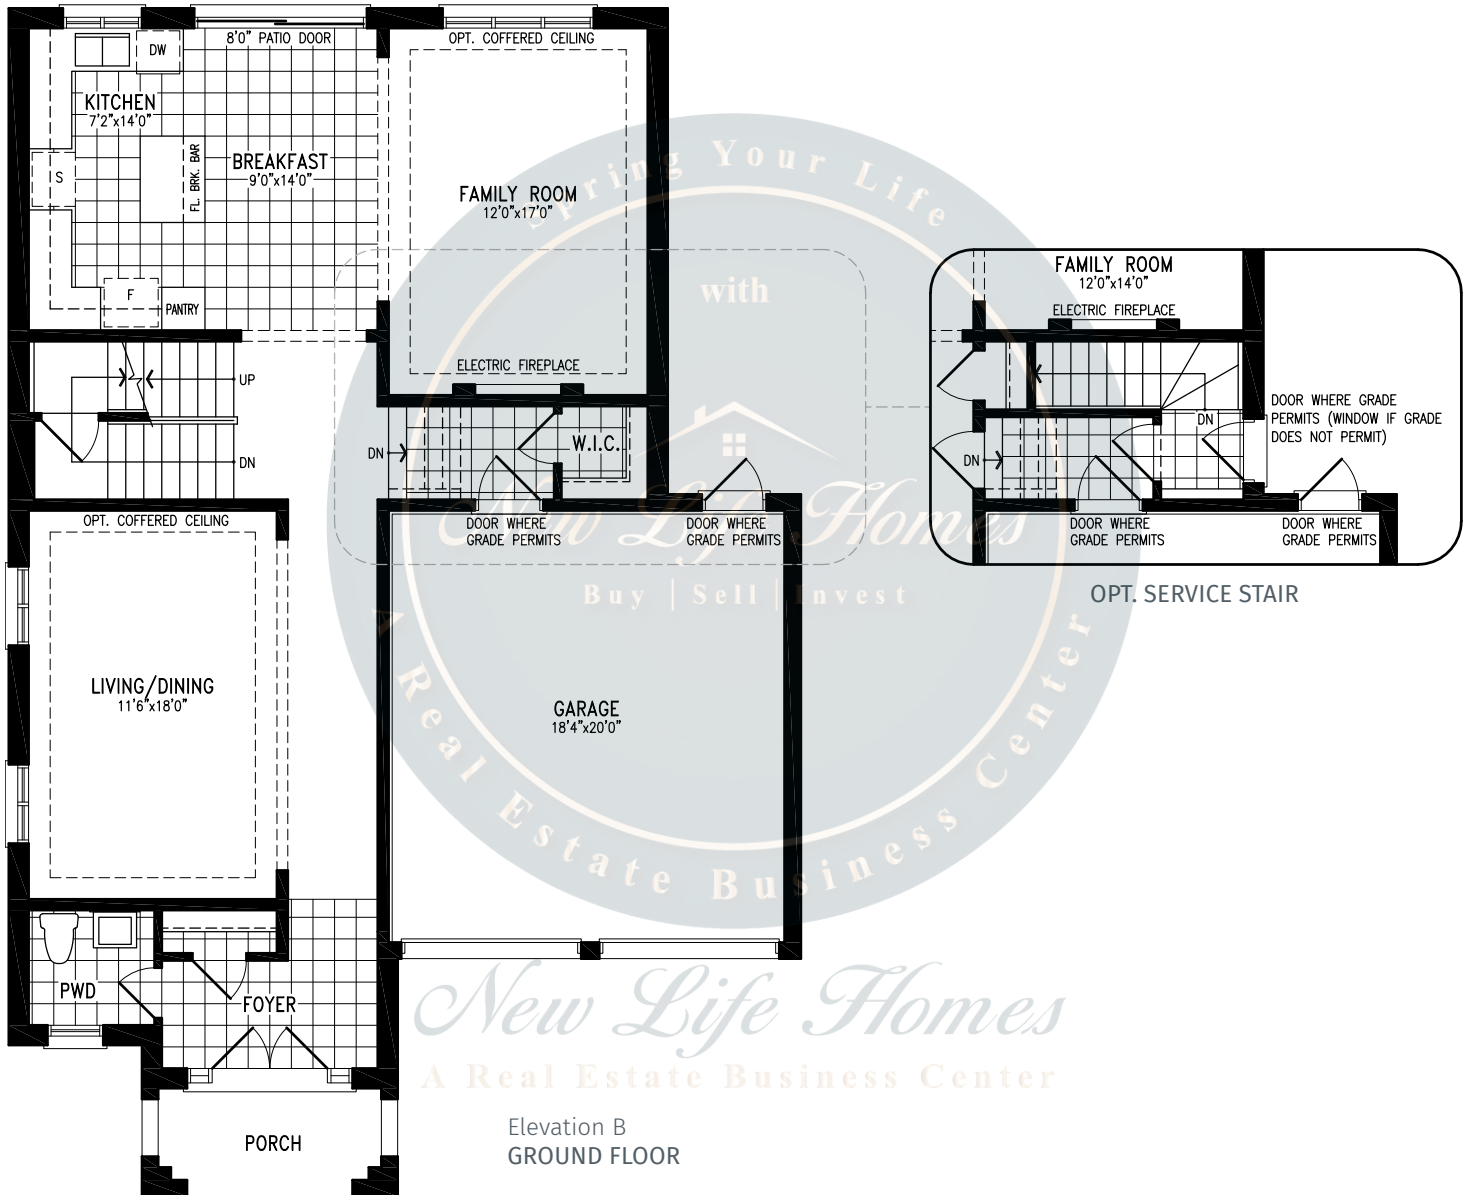 8'0" PATIO DOOR
OPT. COFFERED CEILING
DW
KITCHEN
7'2"x14'0"
FL. BRK. BAR
BREAKFAST
9'0"x14'0"
S
FAMILY ROOM
12'0"x17'0"
F
PANTRY
ELECTRIC FIREPLACE
UP
DN
DN
W.I.C.
OPT. COFFERED CEILING
DOOR WHERE
GRADE PERMITS
DOOR WHERE
GRADE PERMITS
LIVING/DINING
11'6"x18'0"
GARAGE
18'4"x20'0"
PWD
FOYER
PORCH
FAMILY ROOM
12'0"x14'0"
ELECTRIC FIREPLACE
DN
DN
DOOR WHERE GRADE
PERMITS (WINDOW IF GRADE
DOES NOT PERMIT)
DOOR WHERE
GRADE PERMITS
DOOR WHERE
GRADE PERMITS
OPT. SERVICE STAIR
Spring Your Life
with
New Life Homes
Buy | Sell | Invest
A Real Estate Business Center
New Life Homes
A Real Estate Business Center
Elevation B
GROUND FLOOR